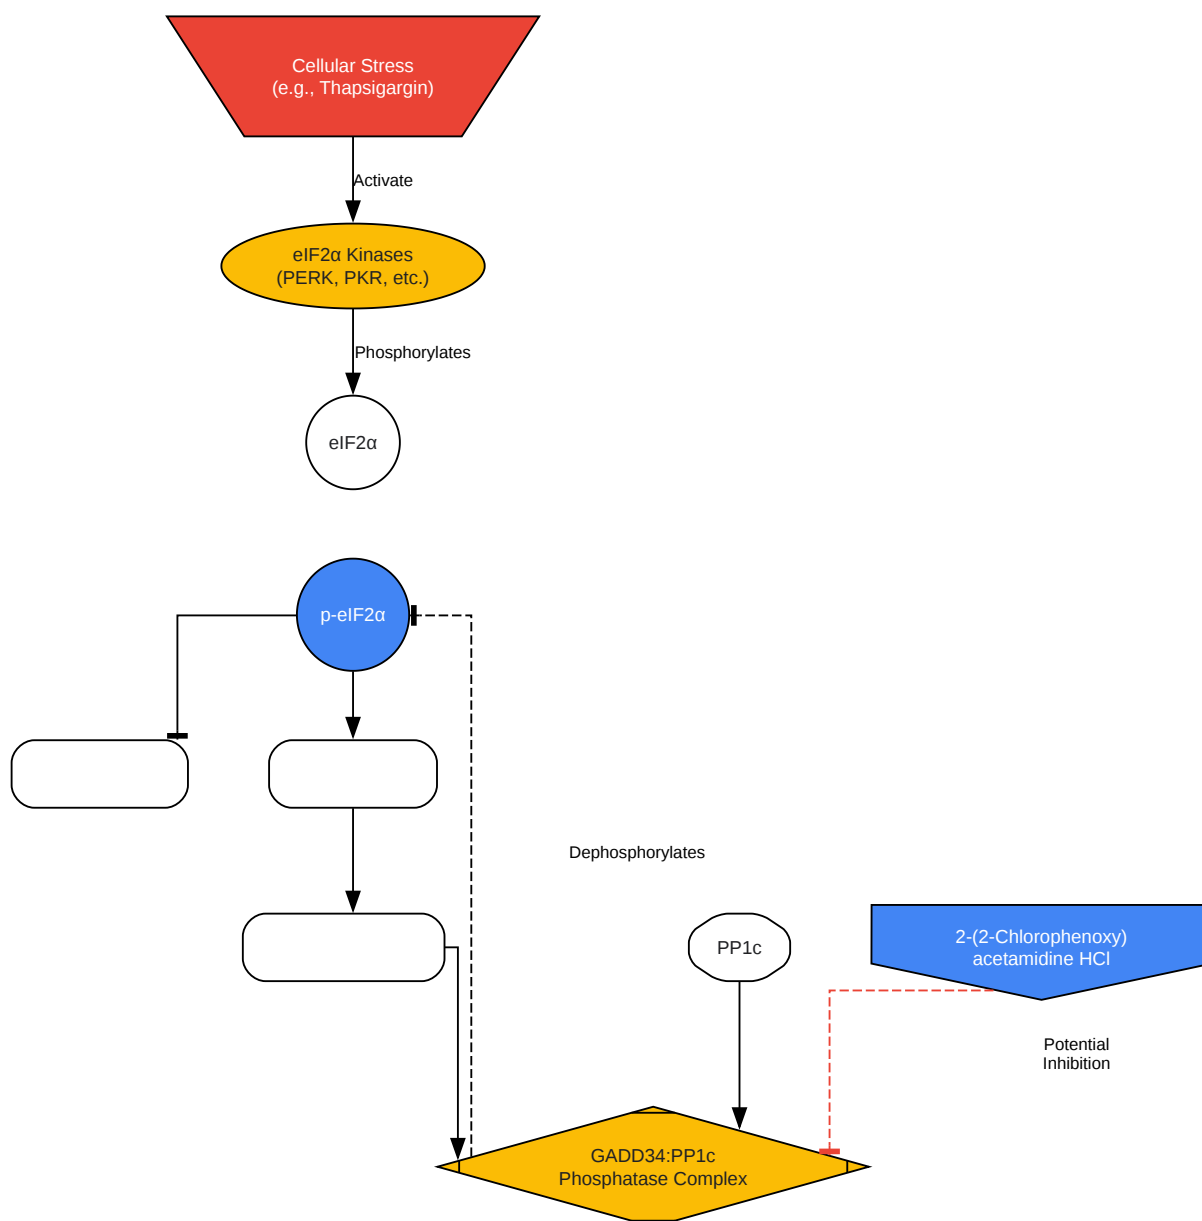 Cellular Stress
(e.g., Thapsigargin)
Activate
eIF2α Kinases
(PERK, PKR, etc.)
Phosphorylates
eIF2α
p-eIF2α
Dephosphorylates
PP1c
2-(2-Chlorophenoxy)
acetamidine HCl
Potential
Inhibition
GADD34:PP1c
Phosphatase Complex